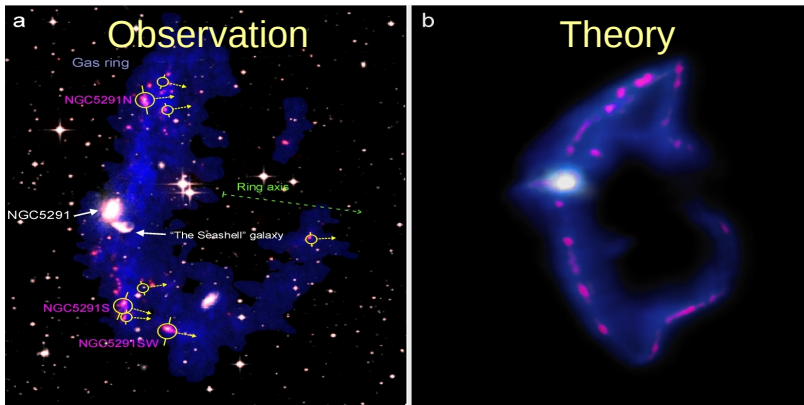 a
Observation
Gas ring
NGC5291N
Ring axis
NGC5291
"The Seashell" galaxy
NGC5291S
NGC5291SW
b
Theory